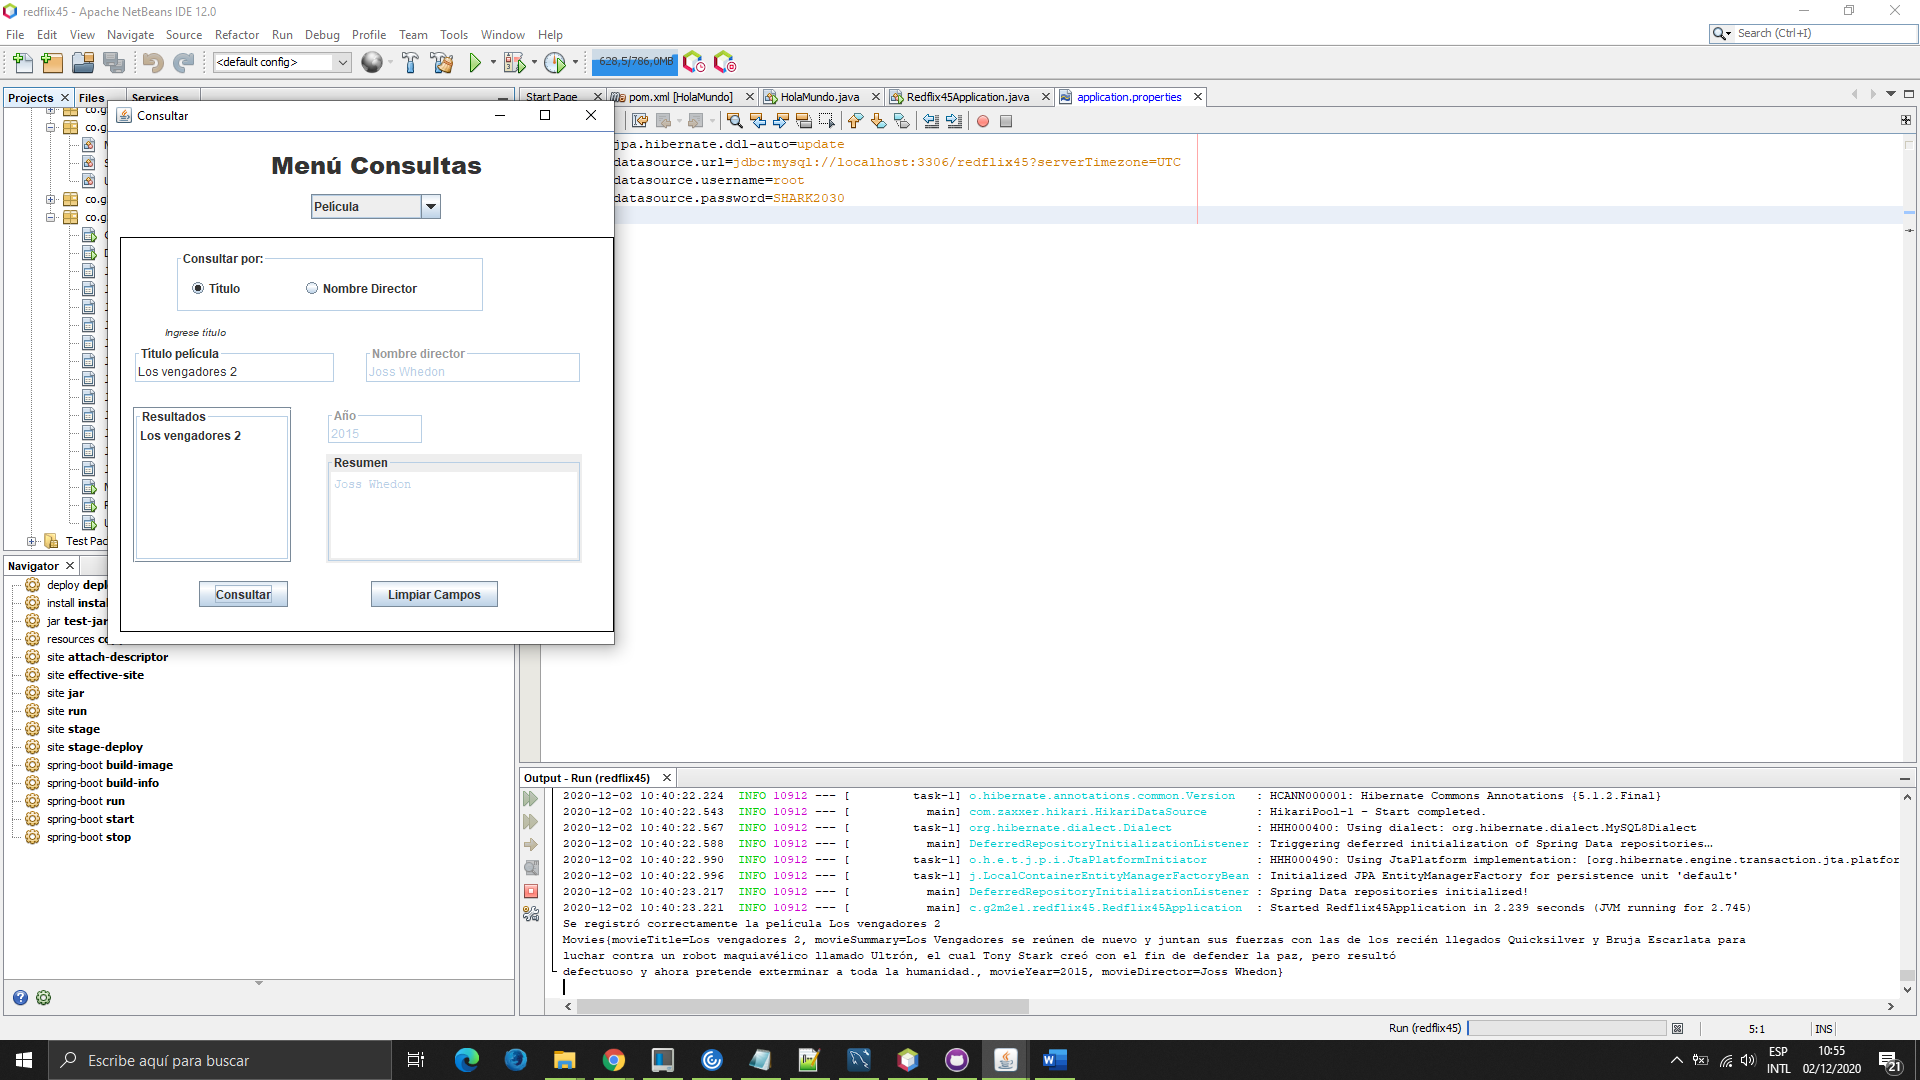 redflix45 - Apache NetBeans IDE 12.0
File Edit View Navigate Source Refactor Run Debug Profile Team Tools Window Help
Search (Ctrl+I)
<default config>
628,5/786,0MB
Projects Files Services
Start Page pom.xml [HolaMundo] HolaMundo.java Redflix45Application.java application.properties
co.g
co.g
co.g
co.g
Test Pac
Consultar
Menú Consultas
Película
Consultar por:
Título Nombre Director
Ingrese título
Título película
Los vengadores 2
Nombre director
Joss Whedon
Resultados
Los vengadores 2
Año
2015
Resumen
Joss Whedon
Consultar Limpiar Campos
jpa.hibernate.ddl-auto=update
datasource.url=jdbc:mysql://localhost:3306/redflix45?serverTimezone=UTC
datasource.username=root
datasource.password=SHARK2030
Navigator
deploy depl
install instal
jar test-jar
resources co
site attach-descriptor
site effective-site
site jar
site run
site stage
site stage-deploy
spring-boot build-image
spring-boot build-info
spring-boot run
spring-boot start
spring-boot stop
Output - Run (redflix45)
2020-12-02 10:40:22.224 INFO 10912 --- [ task-1] o.hibernate.annotations.common.Version : HCANN000001: Hibernate Commons Annotations {5.1.2.Final}
2020-12-02 10:40:22.543 INFO 10912 --- [ main] com.zaxxer.hikari.HikariDataSource : HikariPool-1 - Start completed.
2020-12-02 10:40:22.567 INFO 10912 --- [ task-1] org.hibernate.dialect.Dialect : HHH000400: Using dialect: org.hibernate.dialect.MySQL8Dialect
2020-12-02 10:40:22.588 INFO 10912 --- [ main] DeferredRepositoryInitializationListener : Triggering deferred initialization of Spring Data repositories…
2020-12-02 10:40:22.990 INFO 10912 --- [ task-1] o.h.e.t.j.p.i.JtaPlatformInitiator : HHH000490: Using JtaPlatform implementation: [org.hibernate.engine.transaction.jta.platfor
2020-12-02 10:40:22.996 INFO 10912 --- [ task-1] j.LocalContainerEntityManagerFactoryBean : Initialized JPA EntityManagerFactory for persistence unit 'default'
2020-12-02 10:40:23.217 INFO 10912 --- [ main] DeferredRepositoryInitializationListener : Spring Data repositories initialized!
2020-12-02 10:40:23.221 INFO 10912 --- [ main] c.g2m2e1.redflix45.Redflix45Application : Started Redflix45Application in 2.239 seconds (JVM running for 2.745)
Se registró correctamente la película Los vengadores 2
Movies{movieTitle=Los vengadores 2, movieSummary=Los Vengadores se reúnen de nuevo y juntan sus fuerzas con las de los recién llegados Quicksilver y Bruja Escarlata para
luchar contra un robot maquiavélico llamado Ultrón, el cual Tony Stark creó con el fin de defender la paz, pero resultó
defectuoso y ahora pretende exterminar a toda la humanidad., movieYear=2015, movieDirector=Joss Whedon}
Run (redflix45)
5:1 INS
Escribe aquí para buscar
ESP
INTL
10:55
02/12/2020
21